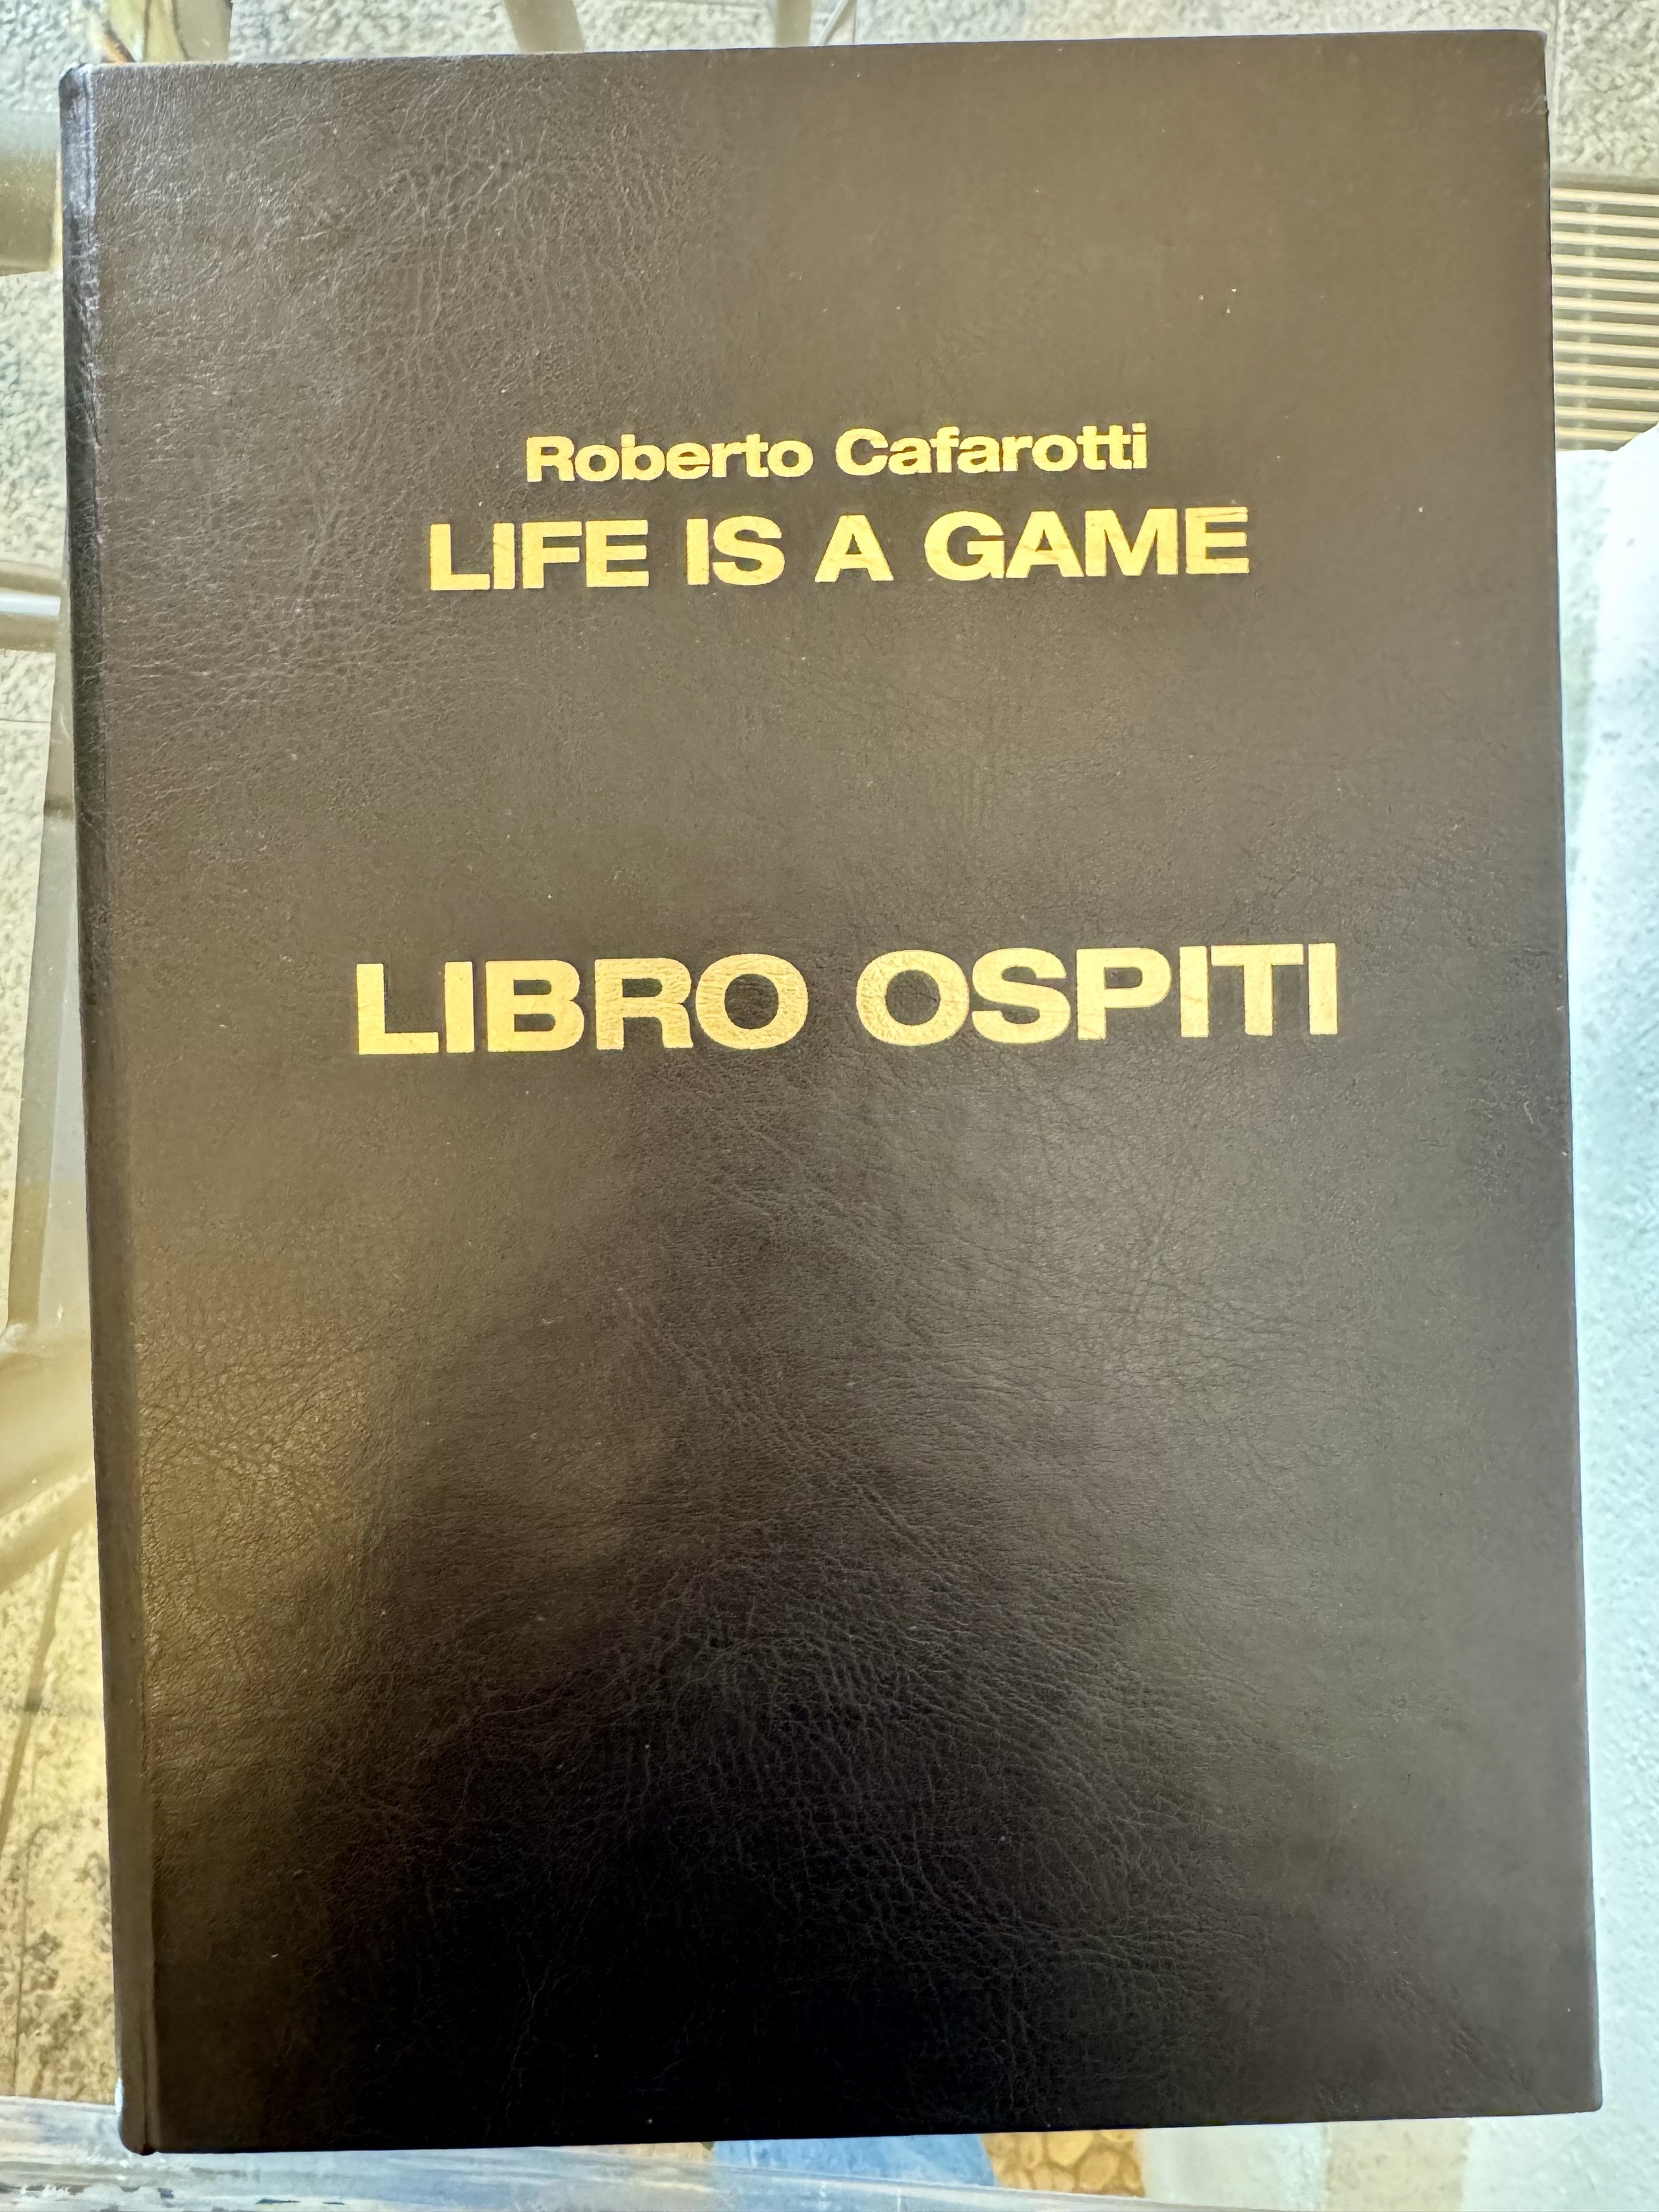 Roberto Cafarotti
LIFE IS A GAME
LIBRO OSPITI